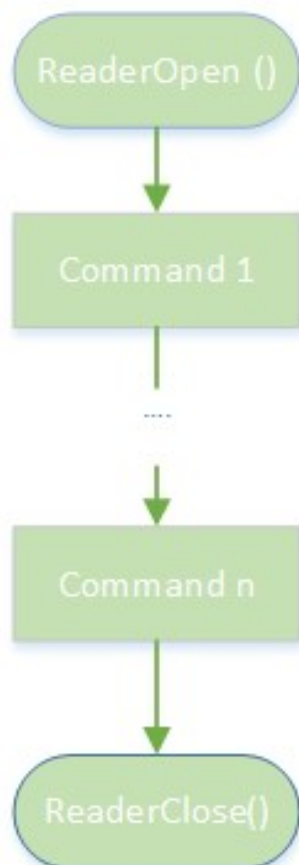 ReaderOpen ()
Command 1
....
Command n
ReaderClose()